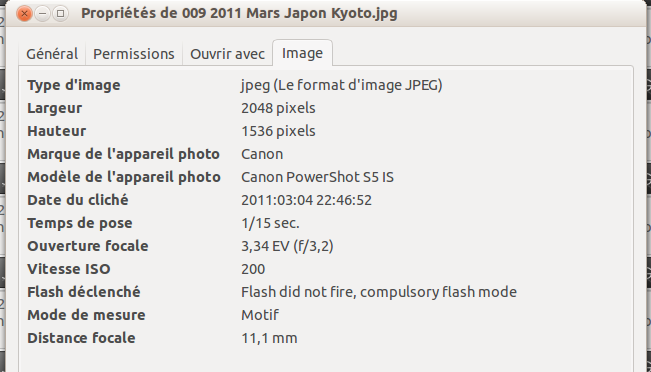 Propriétés de 009 2011 Mars Japon Kyoto.jpg
Général Permissions Ouvrir avec Image
Type d'image jpeg (Le format d'image JPEG)
Largeur 2048 pixels
Hauteur 1536 pixels
Marque de l'appareil photo Canon
Modèle de l'appareil photo Canon PowerShot S5 IS
Date du cliché 2011:03:04 22:46:52
Temps de pose 1/15 sec.
Ouverture focale 3,34 EV (f/3,2)
Vitesse ISO 200
Flash déclenché Flash did not fire, compulsory flash mode
Mode de mesure Motif
Distance focale 11,1 mm